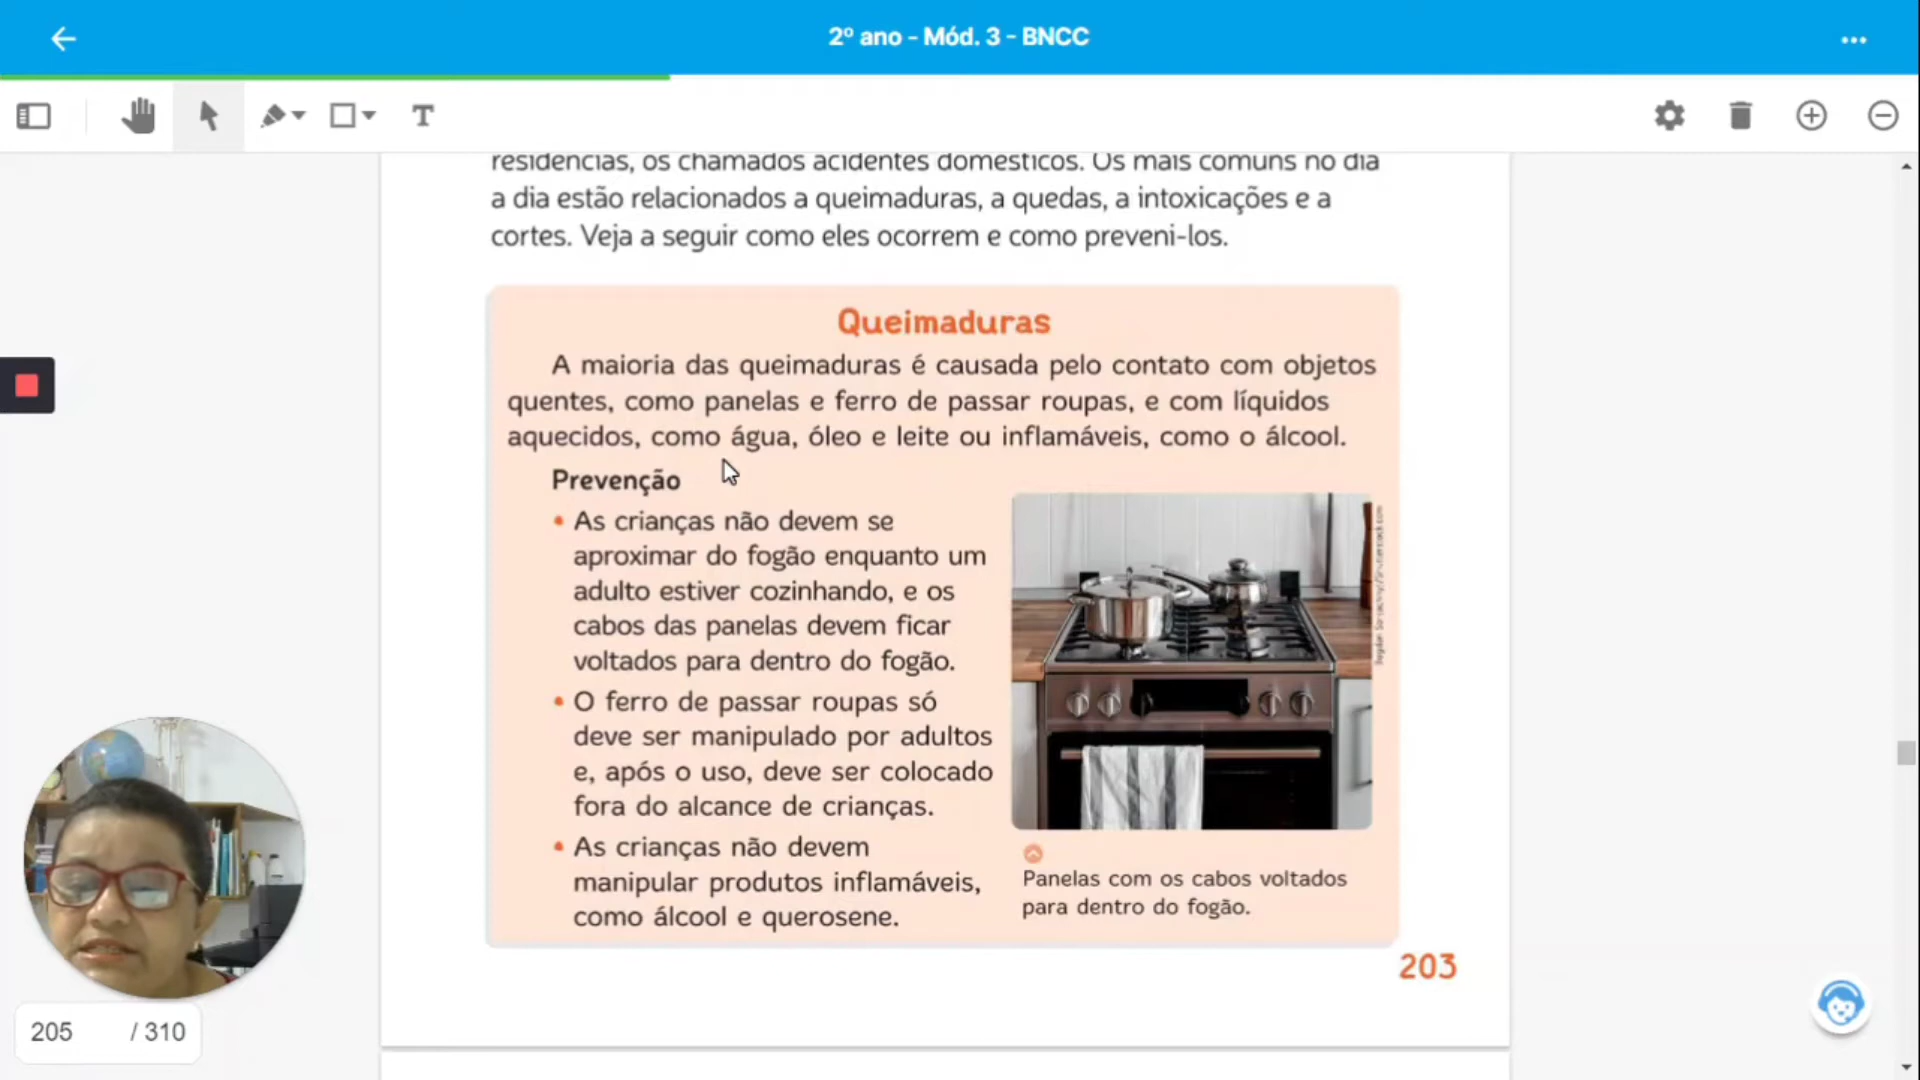 2º ano - Mód. 3 - BNCC
T
residências, os chamados acidentes domésticos. Os mais comuns no dia
a dia estão relacionados a queimaduras, a quedas, a intoxicações e a
cortes. Veja a seguir como eles ocorrem e como preveni-los.
Queimaduras
A maioria das queimaduras é causada pelo contato com objetos
quentes, como panelas e ferro de passar roupas, e com líquidos
aquecidos, como água, óleo e leite ou inflamáveis, como o álcool.
Prevenção
• As crianças não devem se
aproximar do fogão enquanto um
adulto estiver cozinhando, e os
cabos das panelas devem ficar
voltados para dentro do fogão.
• O ferro de passar roupas só
deve ser manipulado por adultos
e, após o uso, deve ser colocado
fora do alcance de crianças.
• As crianças não devem
manipular produtos inflamáveis,
como álcool e querosene.
Panelas com os cabos voltados
para dentro do fogão.
203
205 / 310